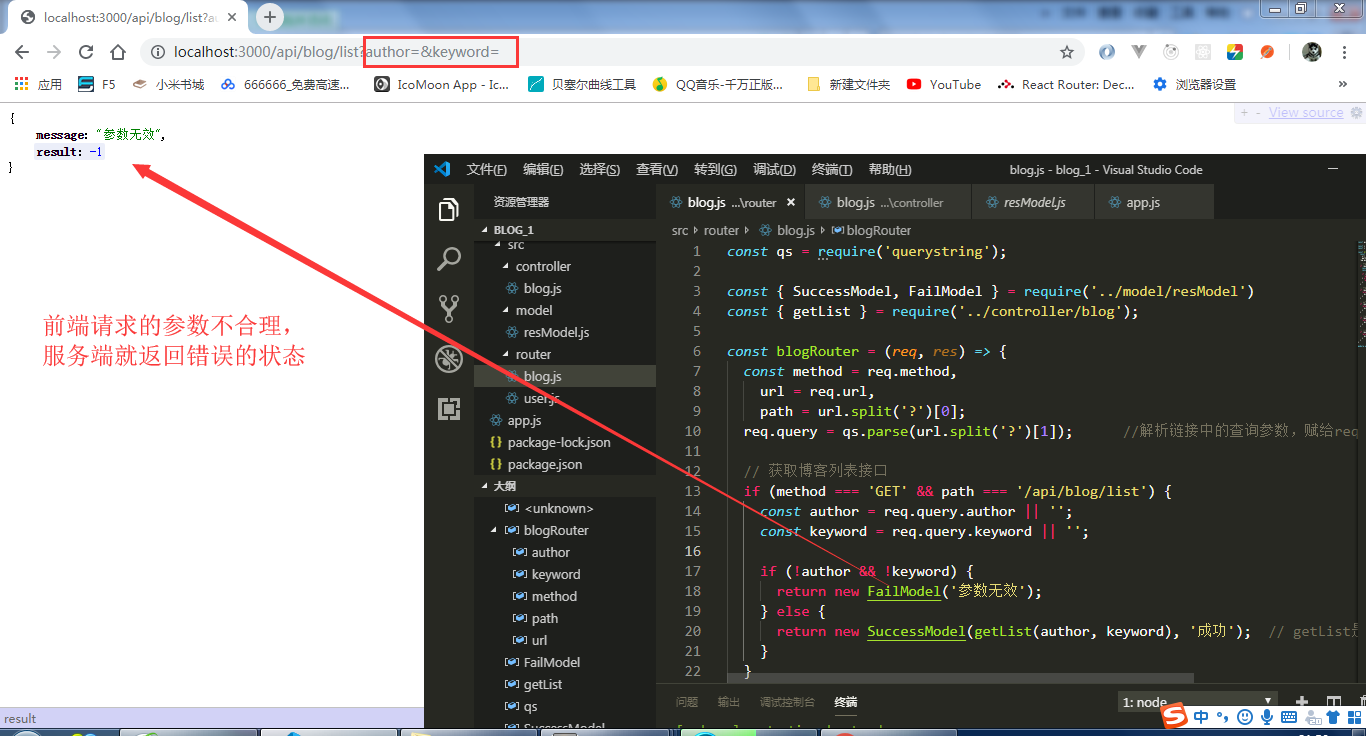 localhost:3000/api/blog/list?a
localhost:3000/api/blog/list?author=&keyword=
应用 F5 小米书城 666666_免费高速... IcoMoon App - Ic... 贝塞尔曲线工具 QQ音乐-千万正版... 新建文件夹 YouTube React Router: Dec... 浏览器设置 »
+ - View source
{
message: "参数无效",
result: -1
}
前端请求的参数不合理，
服务端就返回错误的状态
result
文件(F) 编辑(E) 选择(S) 查看(V) 转到(G) 调试(D) 终端(T) 帮助(H) blog.js - blog_1 - Visual Studio Code
资源管理器
BLOG_1
src
controller
blog.js
model
resModel.js
router
blog.js
user.js
app.js
{} package-lock.json
{} package.json
大纲
<unknown>
blogRouter
author
keyword
method
path
url
FailModel
getList
qs
SuccessModel
blog.js ...\router × blog.js ...\controller resModel.js app.js
src router blog.js blogRouter
1 const qs = require('querystring');
2
3 const { SuccessModel, FailModel } = require('../model/resModel')
4 const { getList } = require('../controller/blog');
5
6 const blogRouter = (req, res) => {
7 const method = req.method,
8 url = req.url,
9 path = url.split('?')[0];
10 req.query = qs.parse(url.split('?')[1]); //解析链接中的查询参数，赋给req
11
12 // 获取博客列表接口
13 if (method === 'GET' && path === '/api/blog/list') {
14 const author = req.query.author || '';
15 const keyword = req.query.keyword || '';
16
17 if (!author && !keyword) {
18 return new FailModel('参数无效');
19 } else {
20 return new SuccessModel(getList(author, keyword), '成功'); // getList是
21 }
22 }
问题 输出 调试控制台 终端
1: node
中